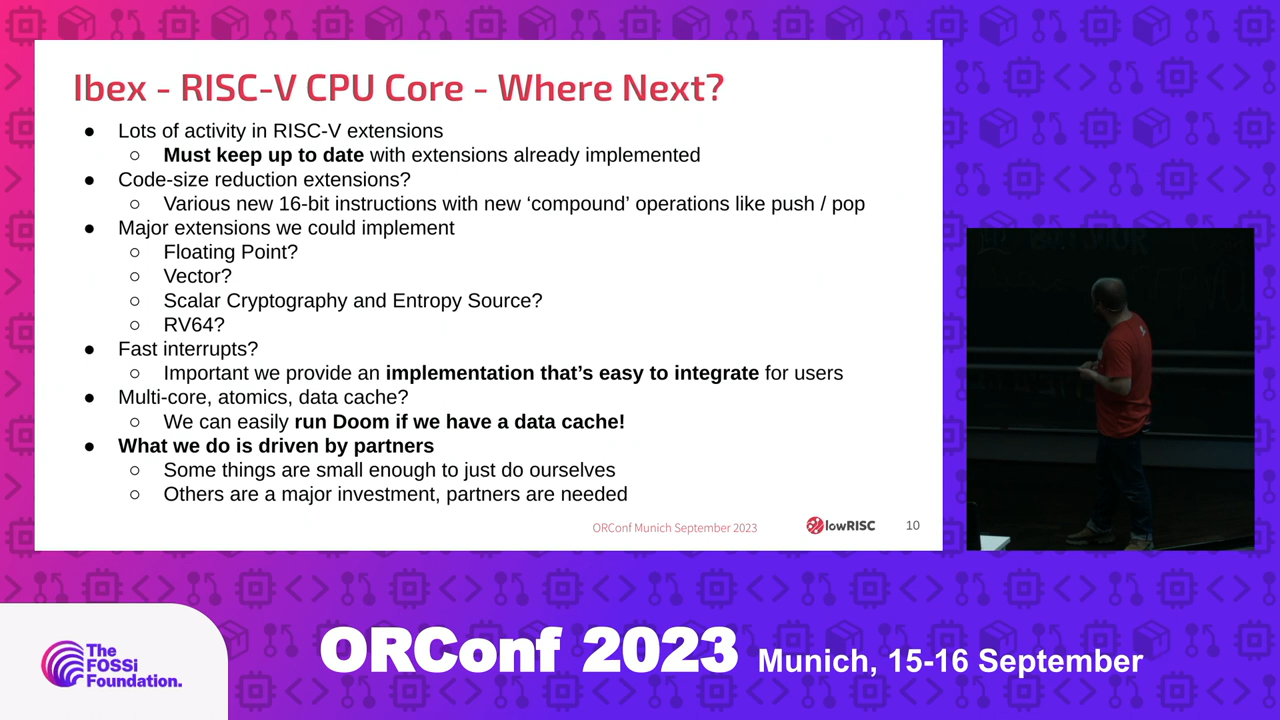 Ibex - RISC-V CPU Core - Where Next?
● Lots of activity in RISC-V extensions
○ Must keep up to date with extensions already implemented
● Code-size reduction extensions?
○ Various new 16-bit instructions with new ‘compound’ operations like push / pop
● Major extensions we could implement
○ Floating Point?
○ Vector?
○ Scalar Cryptography and Entropy Source?
○ RV64?
● Fast interrupts?
○ Important we provide an implementation that’s easy to integrate for users
● Multi-core, atomics, data cache?
○ We can easily run Doom if we have a data cache!
● What we do is driven by partners
○ Some things are small enough to just do ourselves
○ Others are a major investment, partners are needed
ORConf Munich September 2023
lowRISC
10
The
FOSSi
Foundation.
ORConf 2023 Munich, 15-16 September